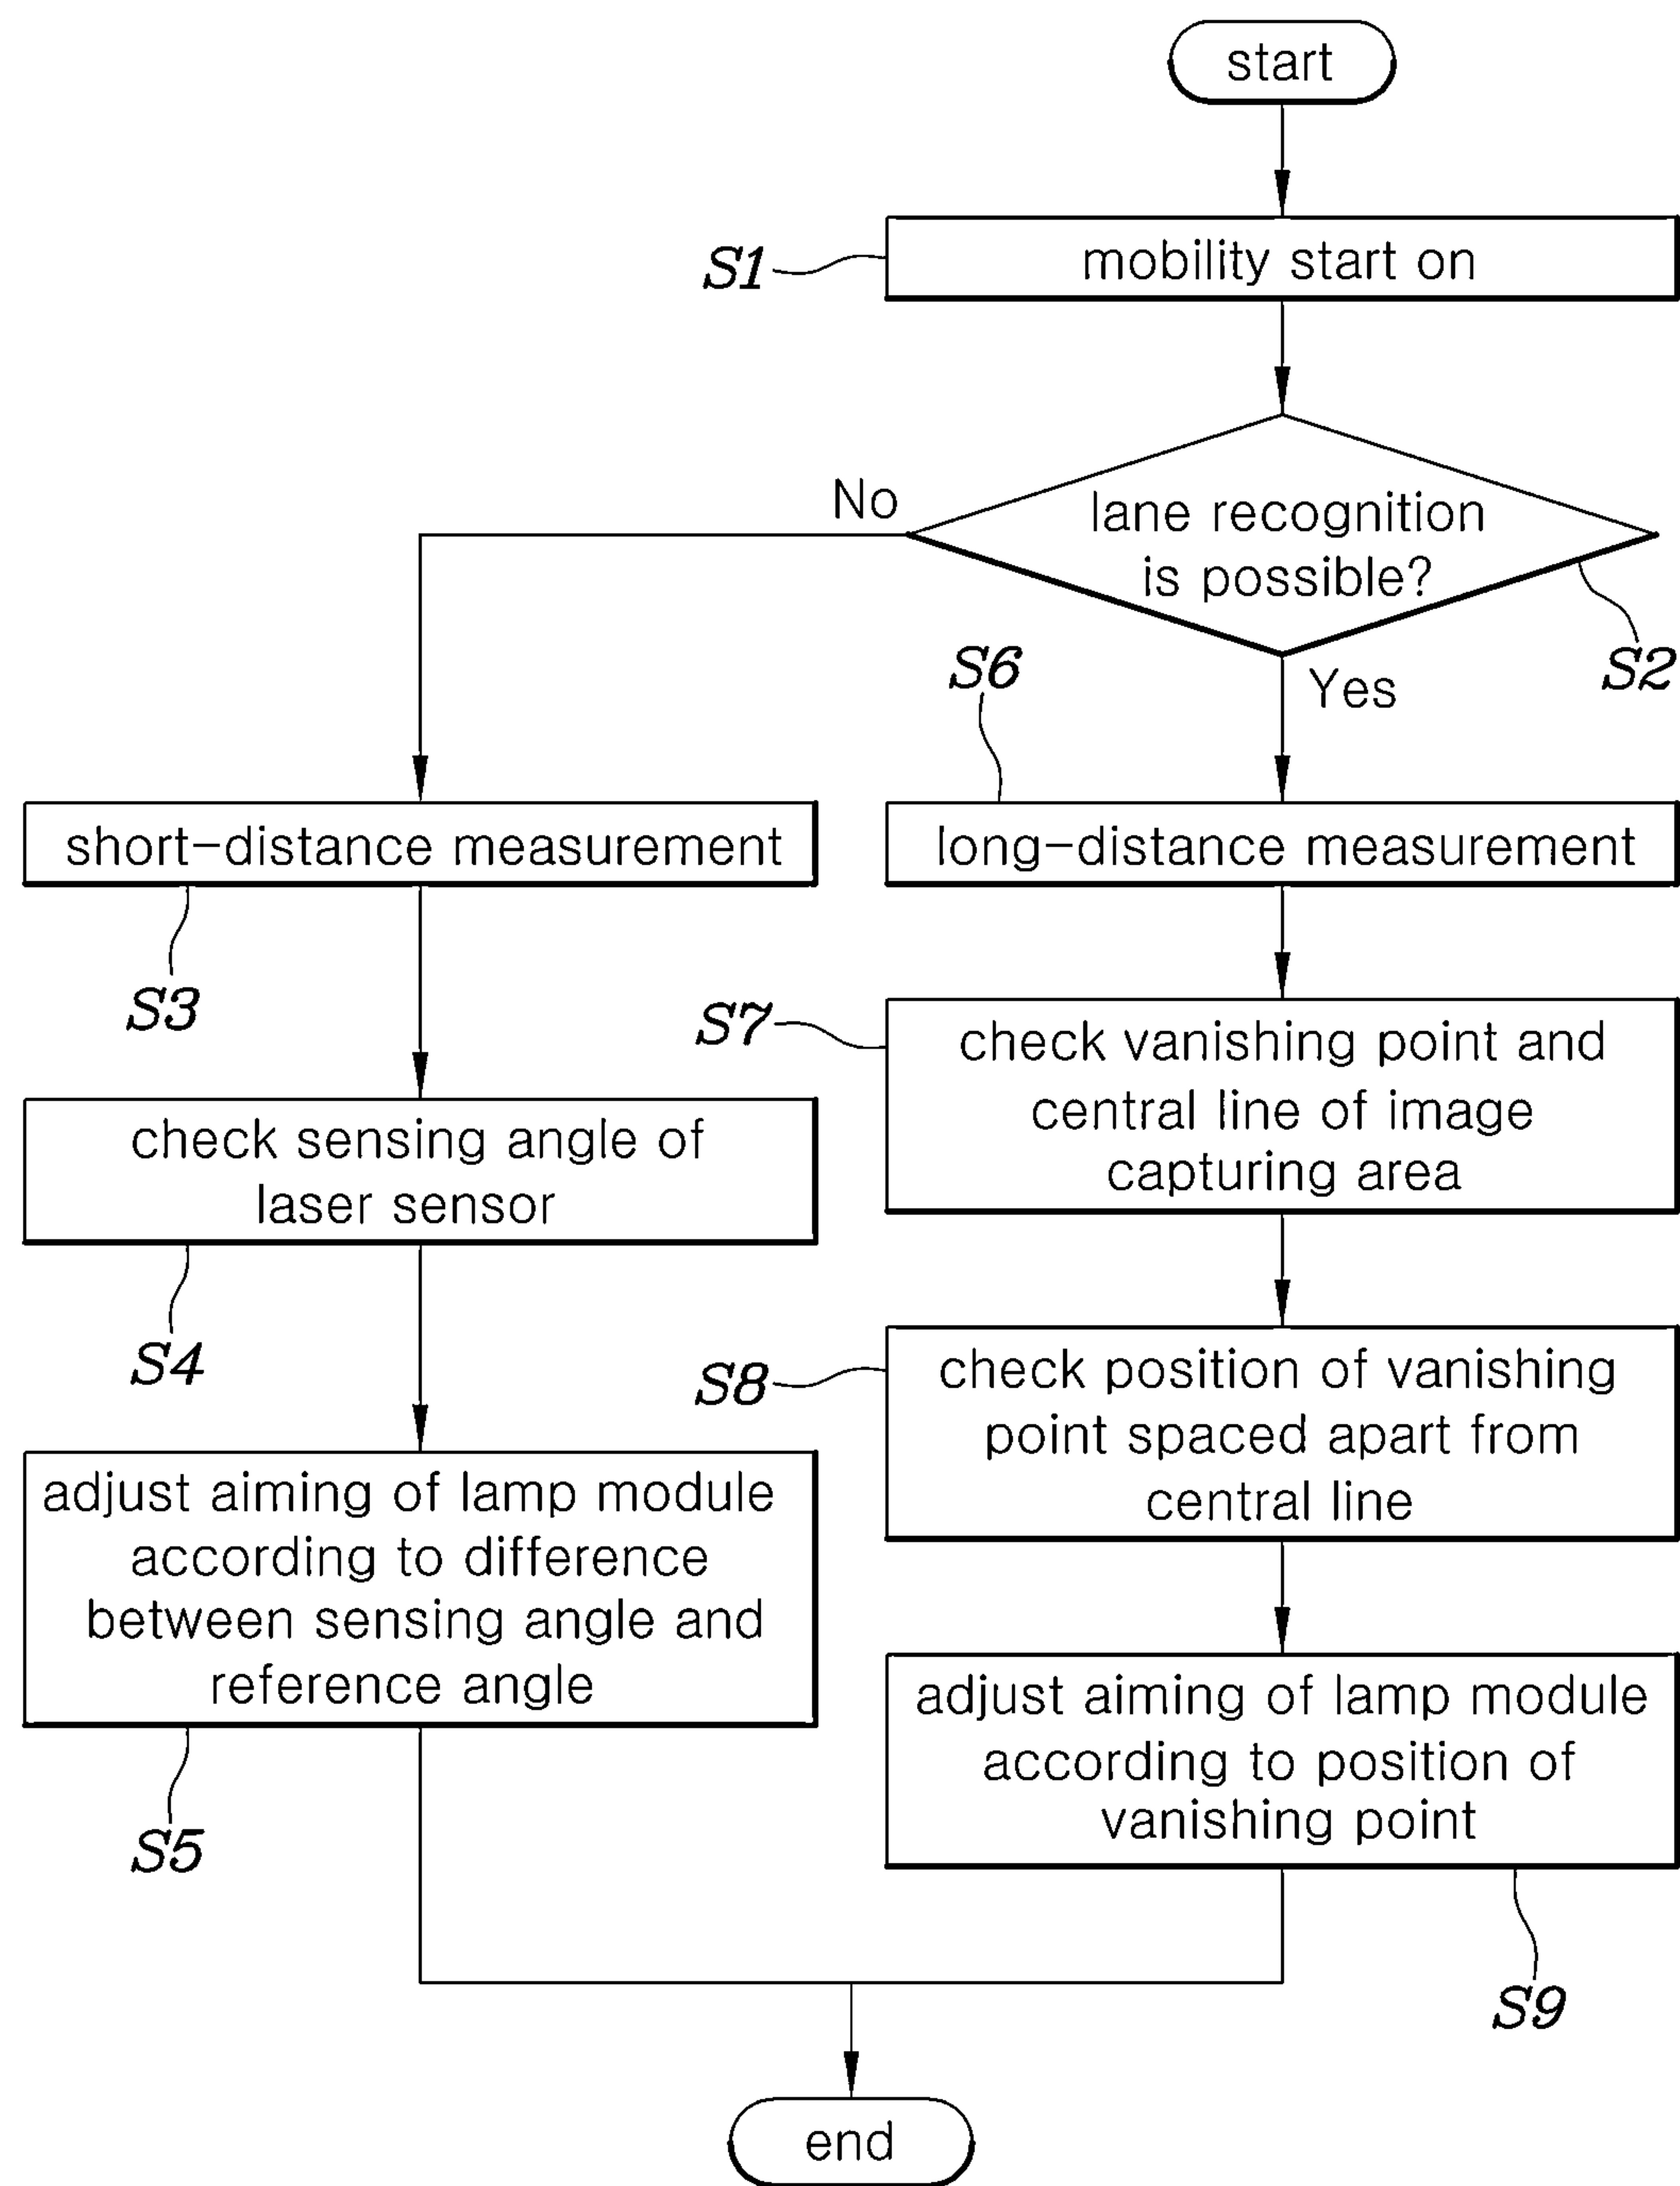 start
S1
mobility start on
No
lane recognition
is possible?
S2
Yes
S6
short-distance measurement
long-distance measurement
S3
S7
check vanishing point and
central line of image
capturing area
check sensing angle of
laser sensor
S4
S8
check position of vanishing
point spaced apart from
central line
adjust aiming of lamp module
according to difference
between sensing angle and
reference angle
S5
adjust aiming of lamp module
according to position of
vanishing point
S9
end